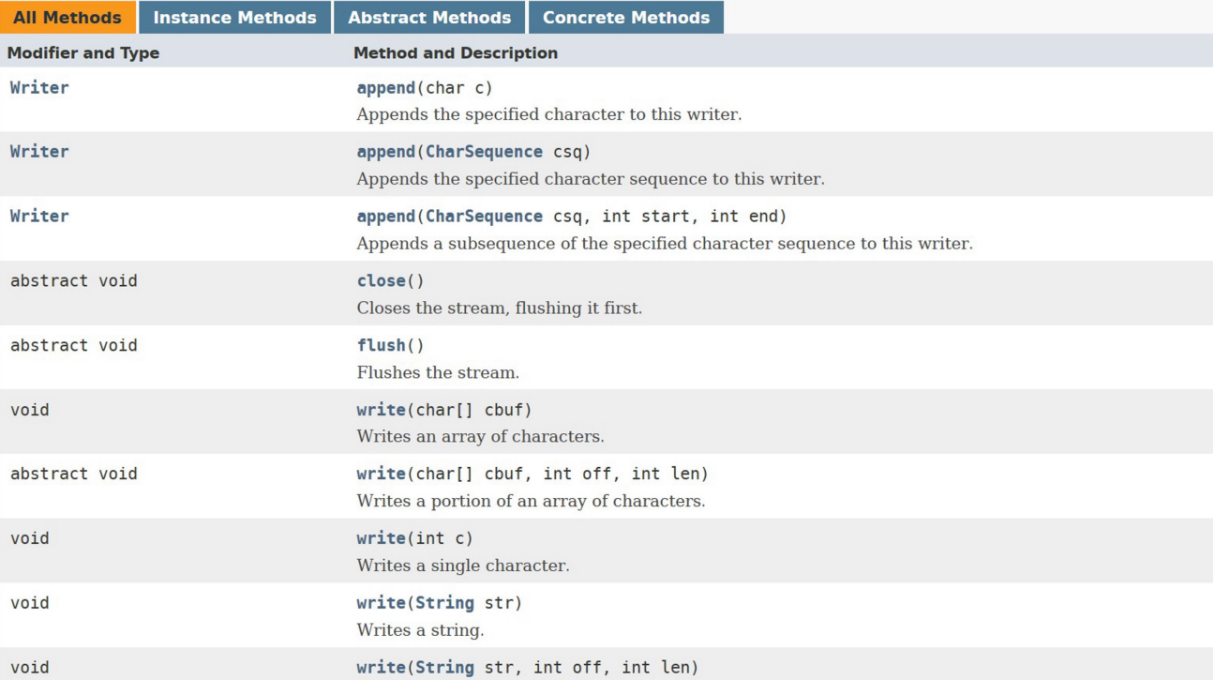 All Methods Instance Methods Abstract Methods Concrete Methods
Modifier and Type Method and Description
Writer append(char c)
Appends the specified character to this writer.
Writer append(CharSequence csq)
Appends the specified character sequence to this writer.
Writer append(CharSequence csq, int start, int end)
Appends a subsequence of the specified character sequence to this writer.
abstract void close()
Closes the stream, flushing it first.
abstract void flush()
Flushes the stream.
void write(char[] cbuf)
Writes an array of characters.
abstract void write(char[] cbuf, int off, int len)
Writes a portion of an array of characters.
void write(int c)
Writes a single character.
void write(String str)
Writes a string.
void write(String str, int off, int len)